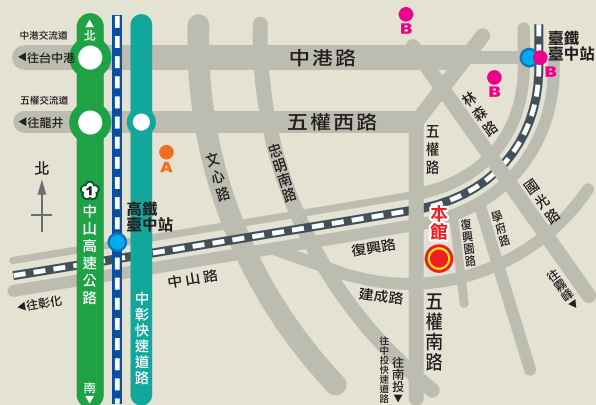 北
中港交流道
◀往台中港
中港路
臺鐵
臺中站
B
B
B
五權交流道
◀往龍井
五權西路
A
林森路
五權路
文心路
忠明南路
北
1
中山高速公路
高鐵
臺中站
本館
國光路
學府路
復興園路
復興路
中山路
建成路
往霧峰▶
◀往彰化
中彰快速道路
五權南路
往中投快速道路
往南投▼
南